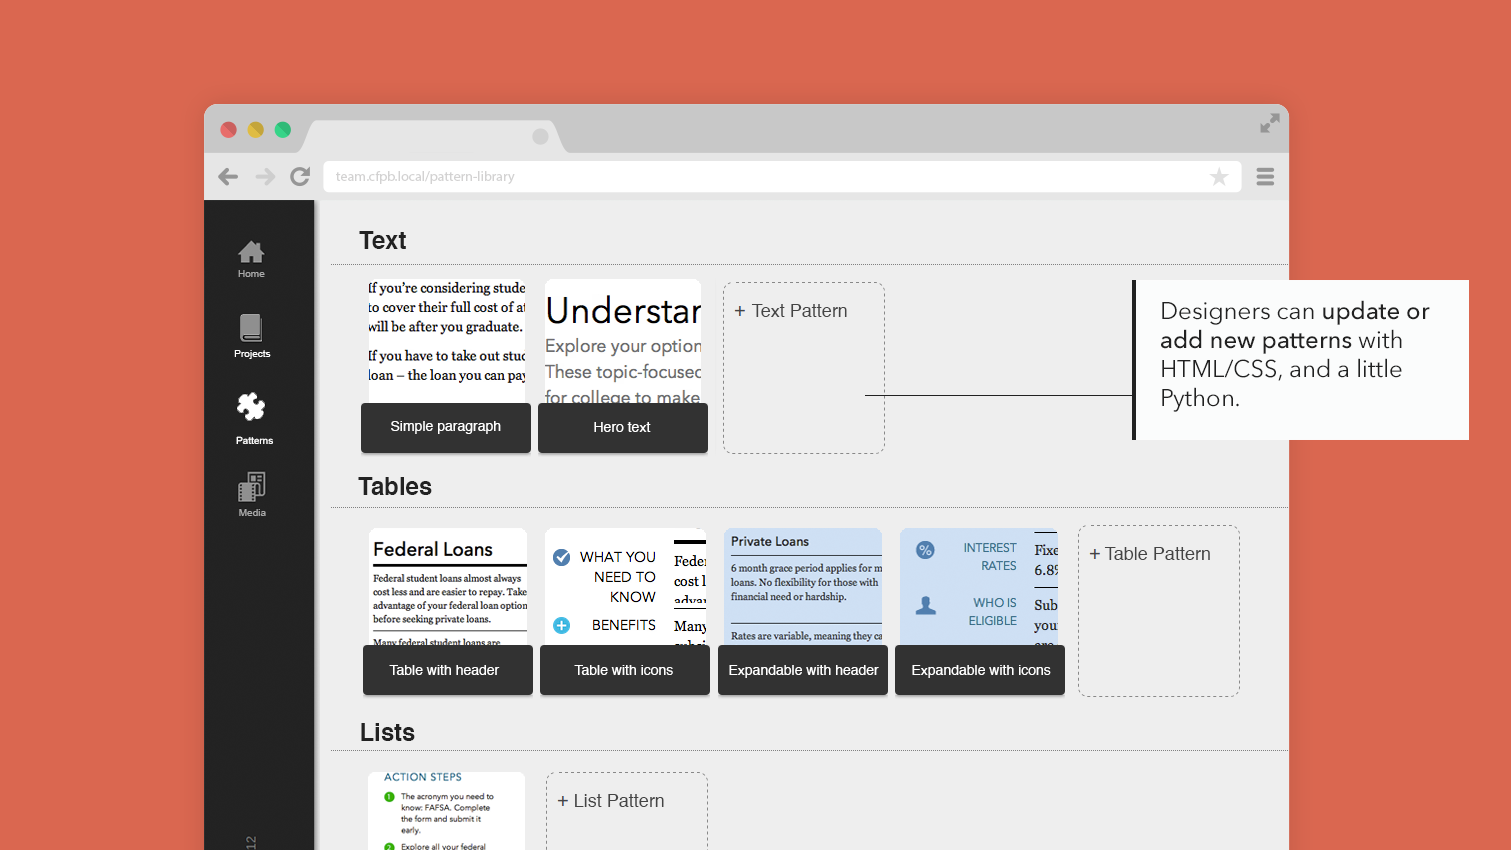 team.cfpb.local/pattern-library
Home
Projects
Patterns
Media
12
Text
If you’re considering stude
to cover their full cost of at
will be after you graduate.
If you have to take out stud
loan – the loan you can pay
Simple paragraph
Understan
Explore your option
These topic-focused
for college to make
Hero text
+ Text Pattern
Designers can update or
add new patterns with
HTML/CSS, and a little
Python.
Tables
Federal Loans
Federal student loans almost always
cost less and are easier to repay. Take
advantage of your federal loan option
before seeking private loans.
Many federal student loans are
Table with header
WHAT YOU
NEED TO
KNOW
BENEFITS
Feder
cost l
advan
Many
subsi
Table with icons
Private Loans
6 month grace period applies for m
loans. No flexibility for those with
financial need or hardship.
Rates are variable, meaning they ca
Expandable with header
%
INTEREST
RATES
WHO IS
ELIGIBLE
Fixe
6.8%
Sub
your
are
Expandable with icons
+ Table Pattern
Lists
ACTION STEPS
1 The acronym you need to
know: FAFSA. Complete
the form and submit it
early.
2 Explore all your federal
+ List Pattern